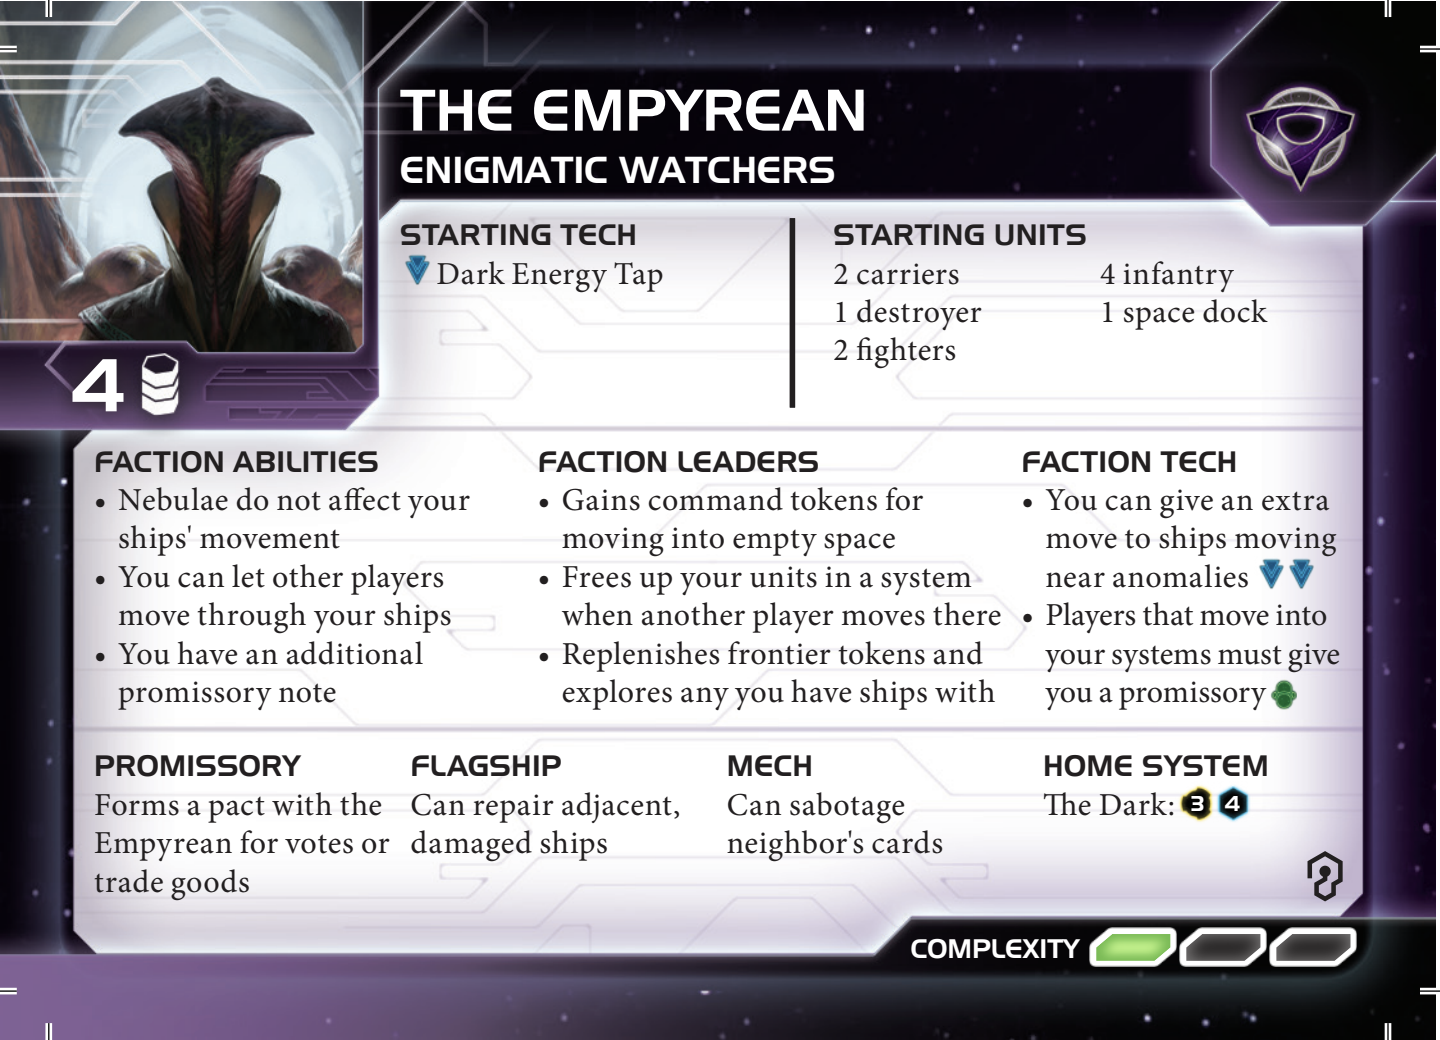 THE EMPYREAN
ENIGMATIC WATCHERS
4
STARTING TECH
Dark Energy Tap
STARTING UNITS
2 carriers
1 destroyer
2 fighters
4 infantry
1 space dock
FACTION ABILITIES
• Nebulae do not affect your
ships' movement
• You can let other players
move through your ships
• You have an additional
promissory note
FACTION LEADERS
• Gains command tokens for
moving into empty space
• Frees up your units in a system
when another player moves there
• Replenishes frontier tokens and
explores any you have ships with
FACTION TECH
• You can give an extra
move to ships moving
near anomalies
• Players that move into
your systems must give
you a promissory
PROMISSORY
Forms a pact with the
Empyrean for votes or
trade goods
FLAGSHIP
Can repair adjacent,
damaged ships
MECH
Can sabotage
neighbor's cards
HOME SYSTEM
The Dark: 3 4
COMPLEXITY